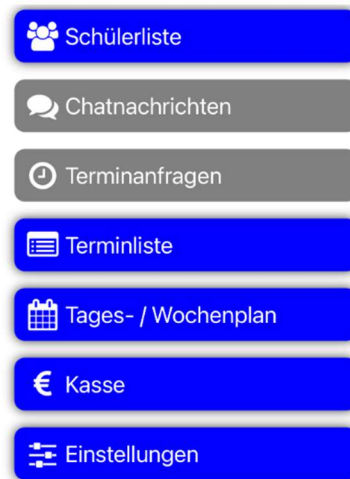 Schülerliste
Chatnachrichten
Terminanfragen
Terminliste
Tages- / Wochenplan
€ Kasse
Einstellungen